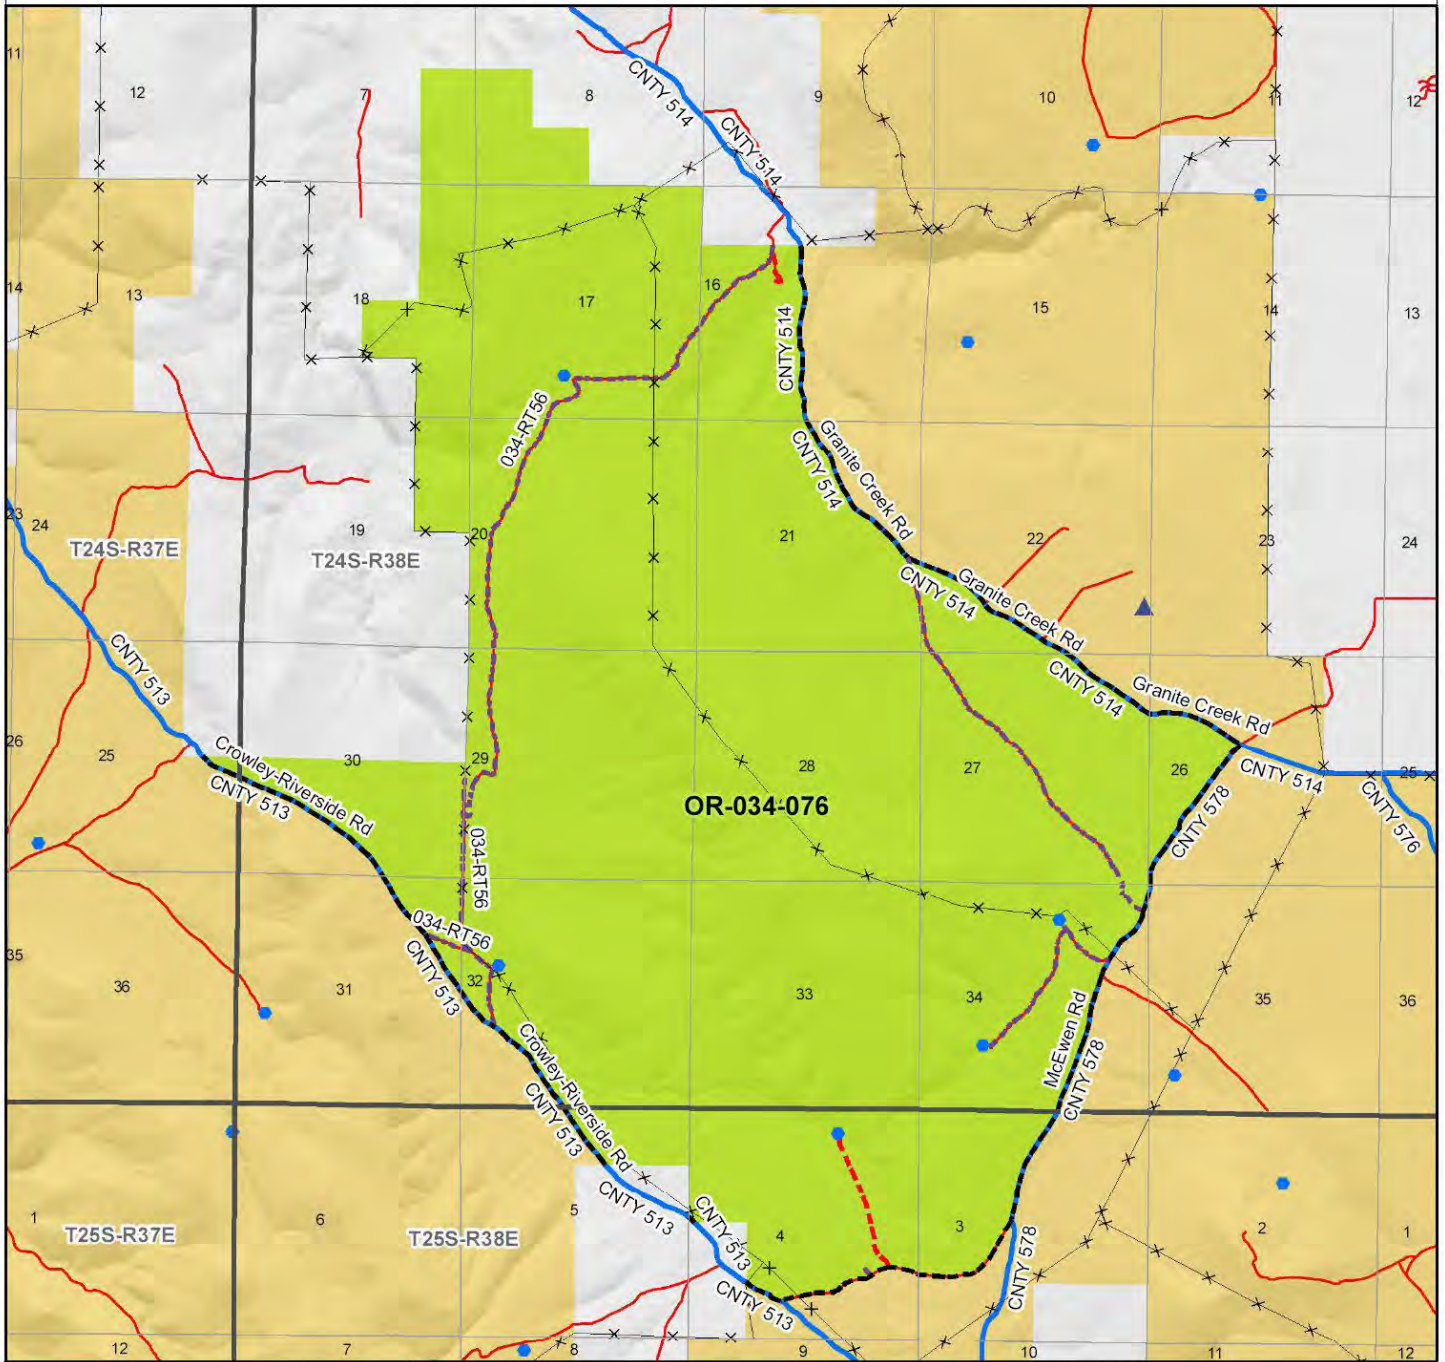 11
12
7
8
9
10
11
12
CNTY 514
CNTY 514
14
13
18
17
16
15
14
13
CNTY 514
034-RT56
Granite Creek Rd
CNTY 514
23
24
T24S-R37E
19
T24S-R38E
20
21
22
23
24
Granite Creek Rd
CNTY 514
CNTY 513
Granite Creek Rd
CNTY 514
26
25
Crowley-Riverside Rd
CNTY 513
30
29
28
27
26
CNTY 514
25
CNTY 576
CNTY 578
OR-034-076
034-RT56
034-RT56
CNTY 513
35
36
31
32
33
34
35
36
McEwen Rd
CNTY 578
Crowley-Riverside Rd
CNTY 513
1
T25S-R37E
6
T25S-R38E
5
CNTY 513
CNTY 513
4
3
2
1
CNTY 578
CNTY 513
12
7
8
9
10
11
12